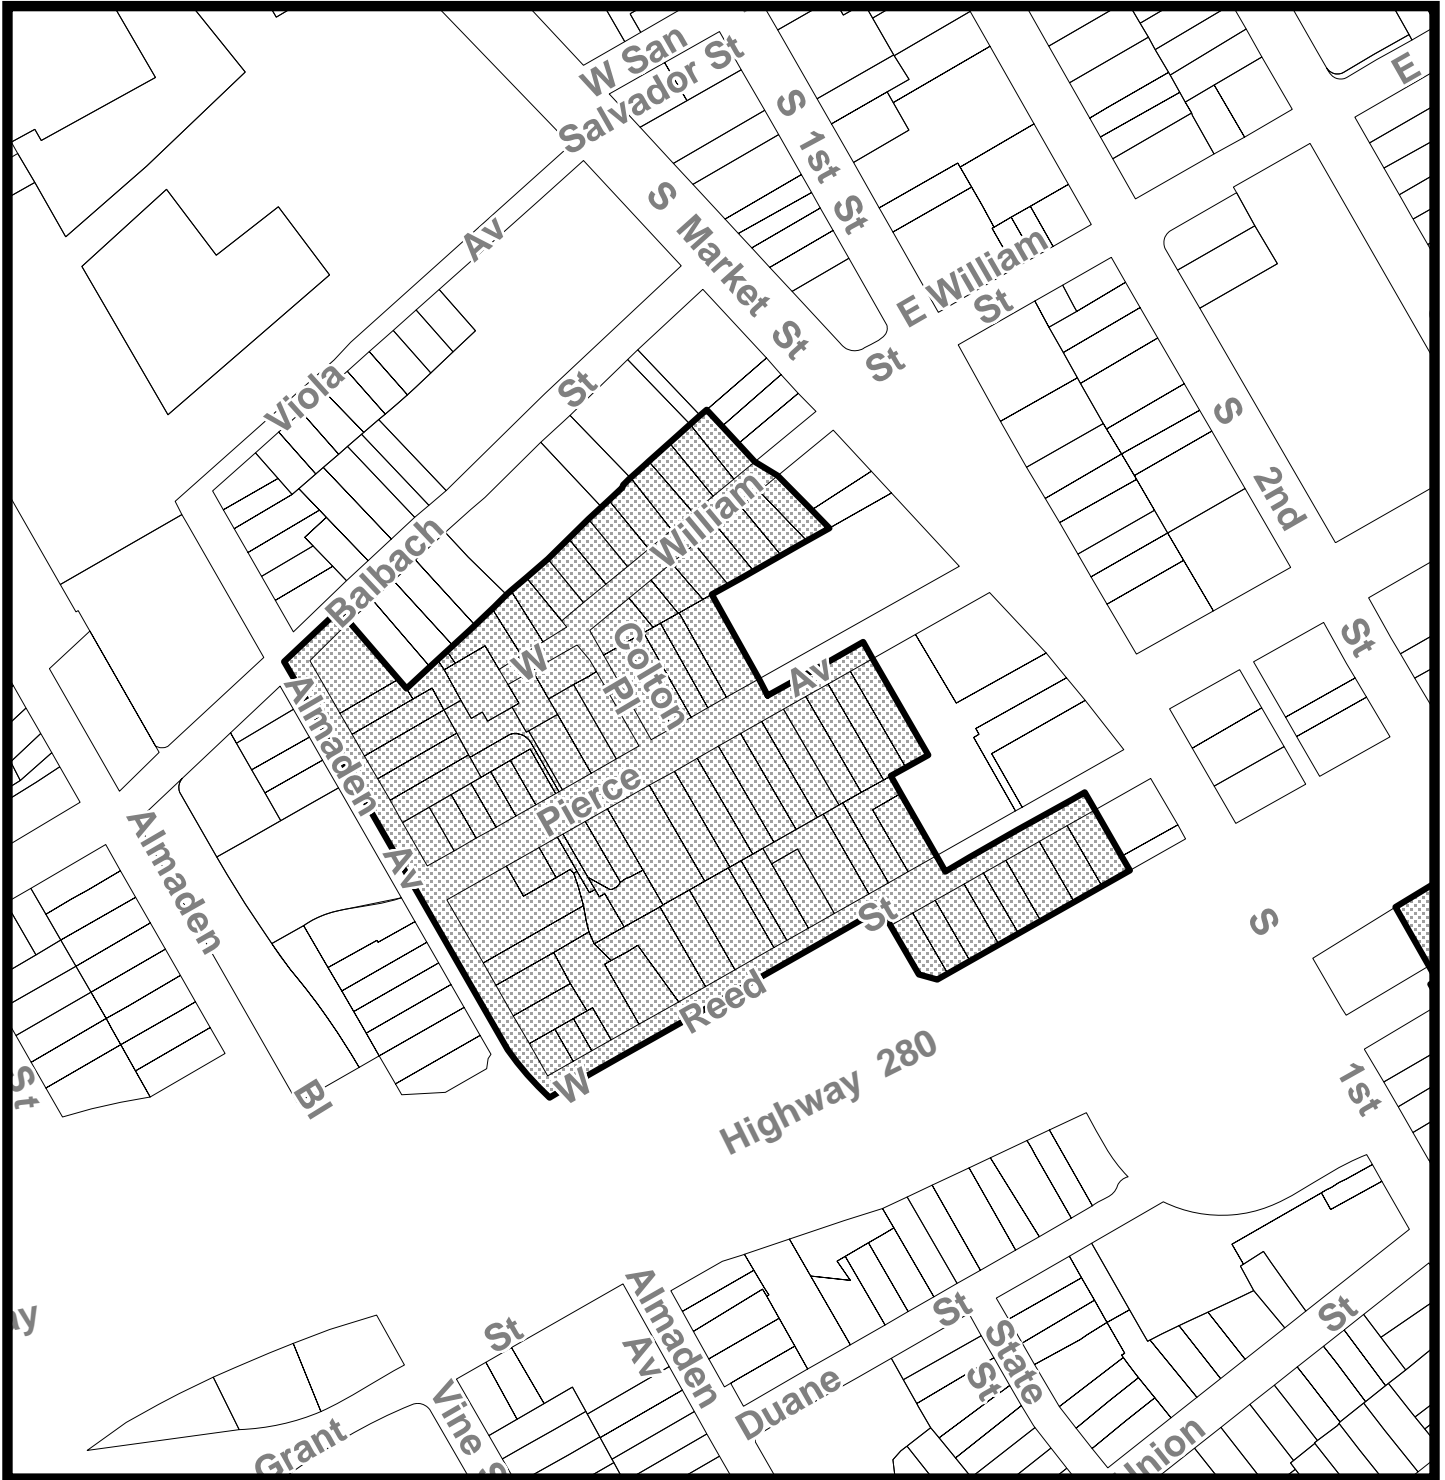 W San
Salvador St
E
S 1st St
S Market St
Av
Viola
E William
St
St
St
Balbach
S 2nd St
William
W
Colton
Pl
Av
Pierce
Almaden
Av
Almaden
Bl
St
St
Reed
W
S
1st
Highway 280
St
Almaden
Av
Vine
Grant
Duane
St
State
St
St